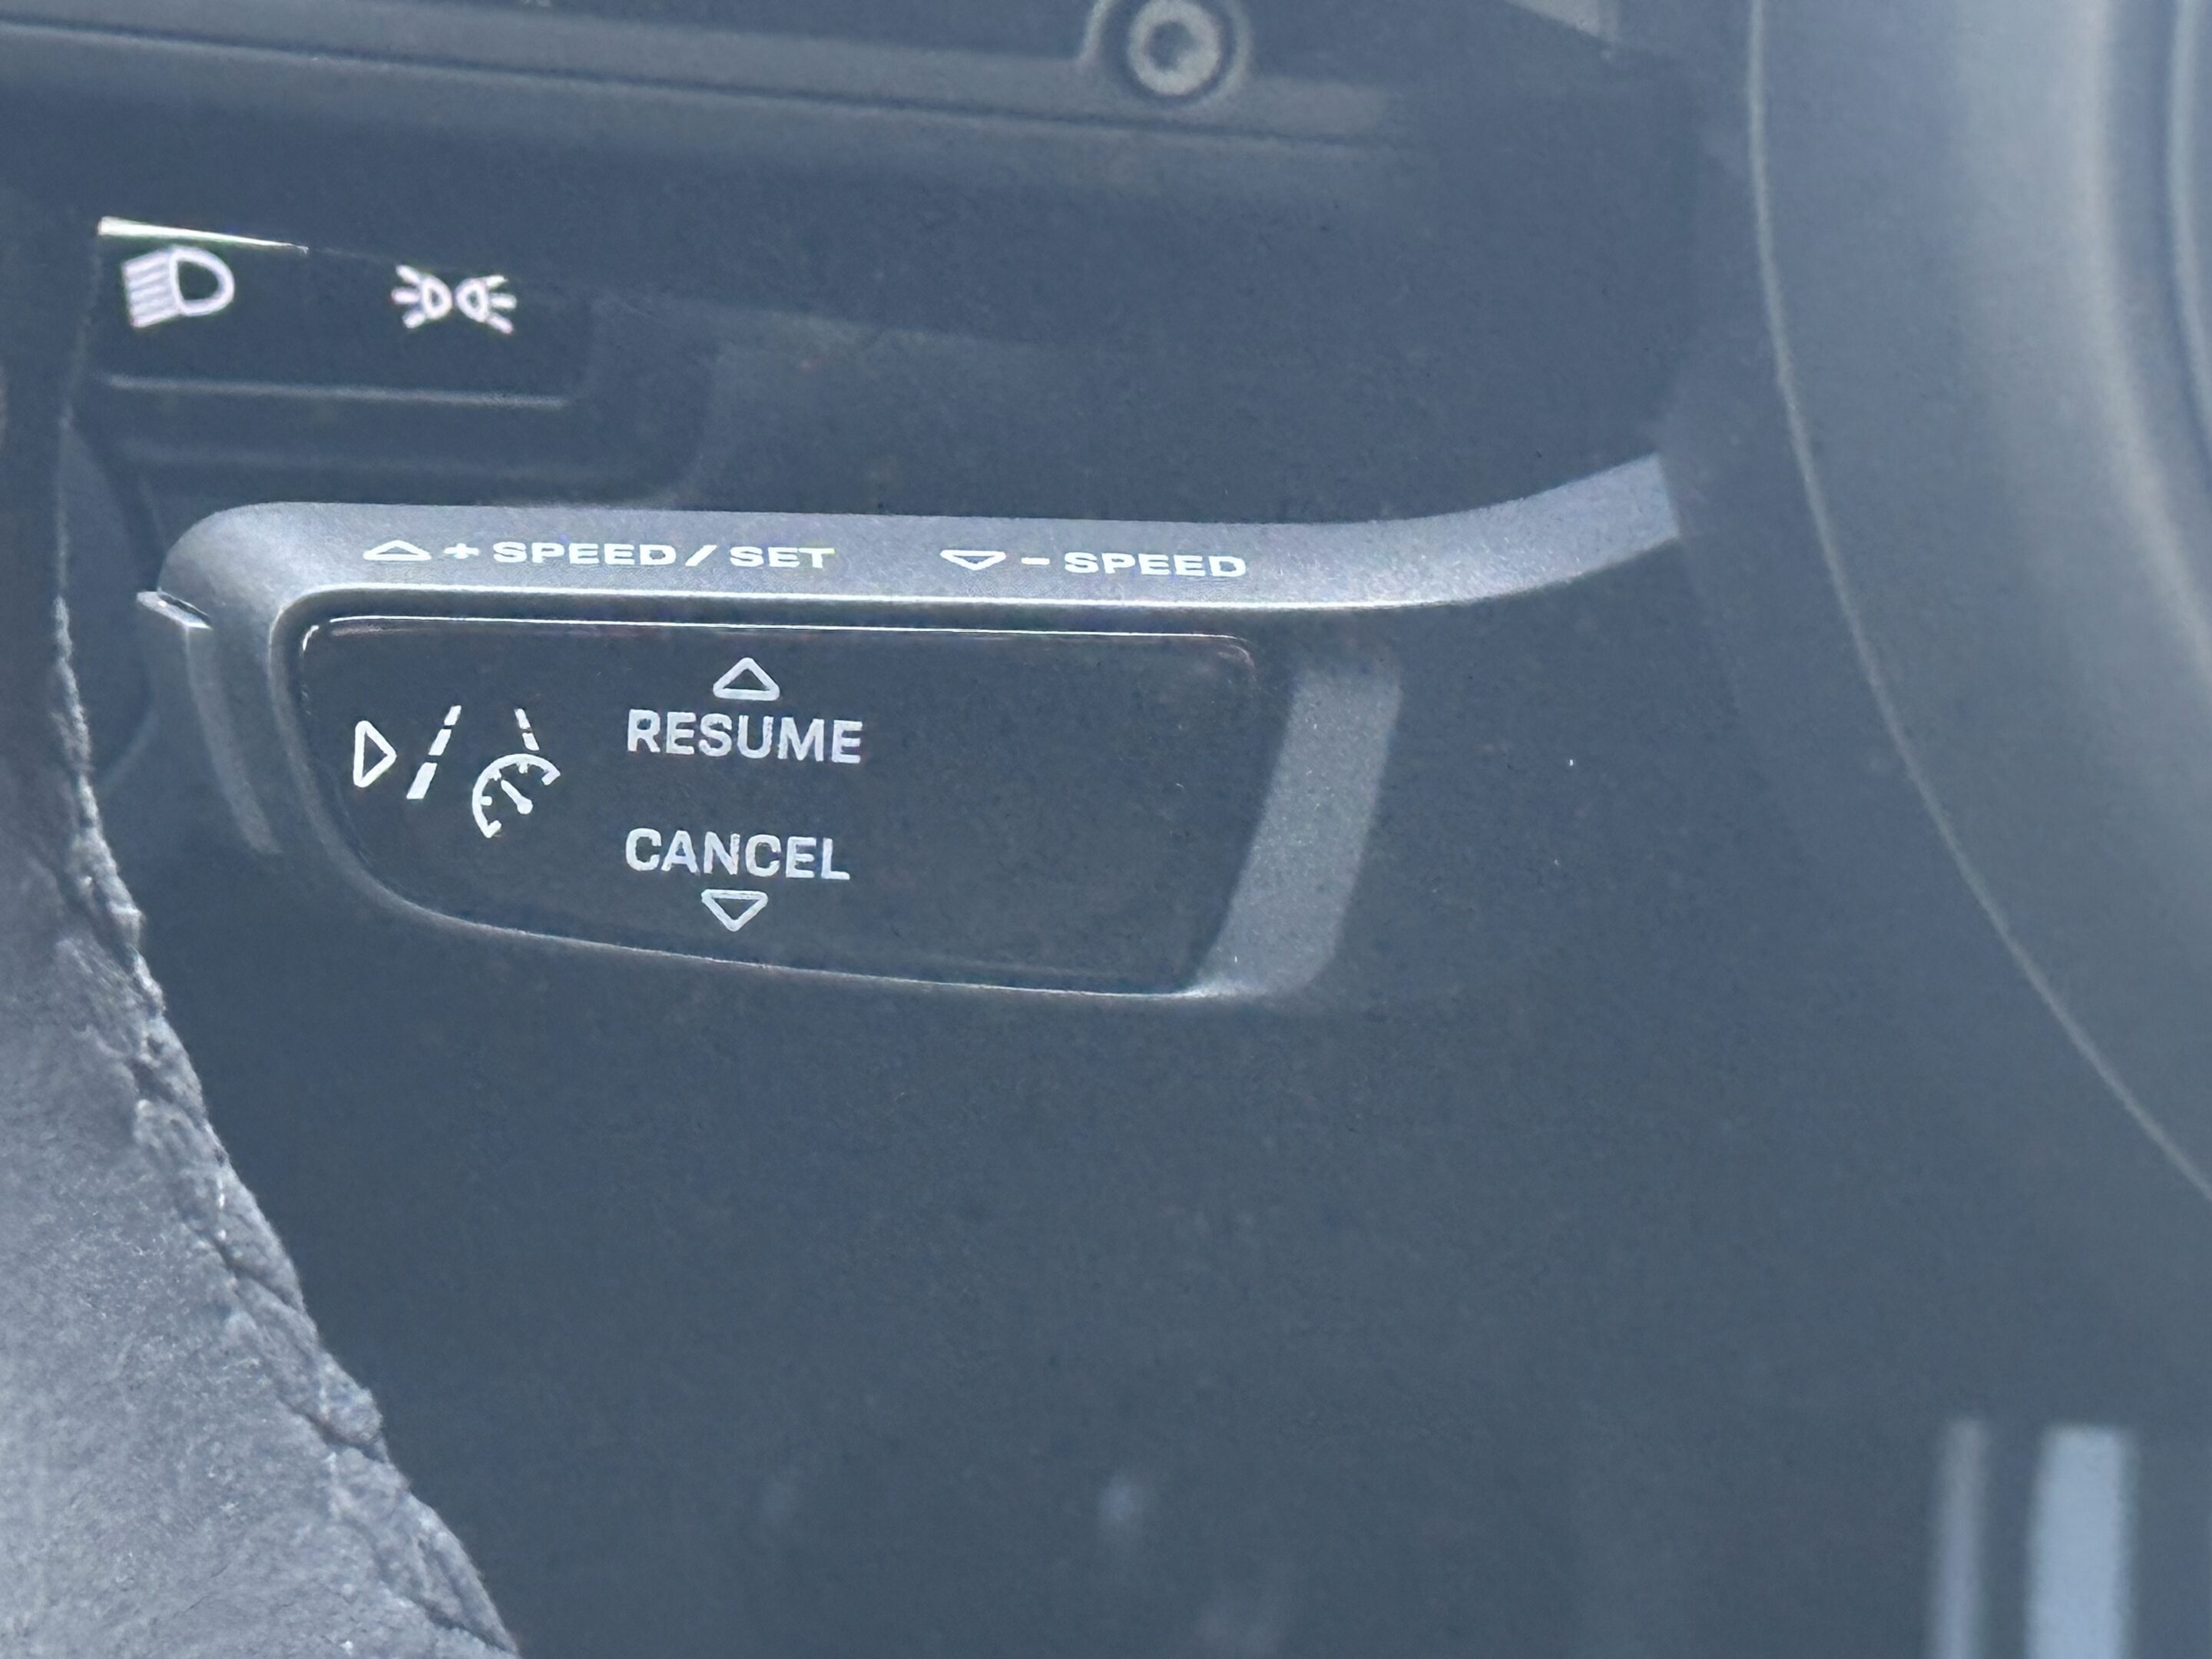 + SPEED / SET - SPEED
RESUME
CANCEL